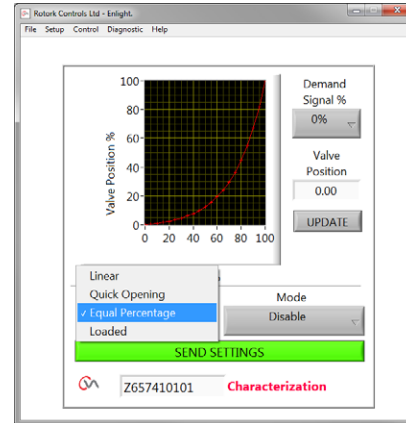 Rotork Controls Ltd - Enlight.
File Setup Control Diagnostic Help
Demand
Signal %
0%
Valve
Position
0.00
UPDATE
Valve Position %
100
80
60
40
20
0
0 20 40 60 80 100
Linear
Quick Opening
✓ Equal Percentage
Loaded
Mode
Disable
SEND SETTINGS
Z657410101
Characterization